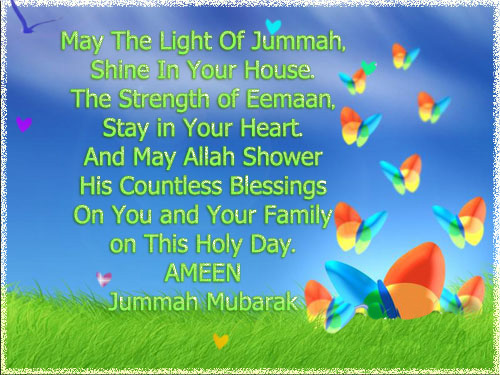 May The Light Of Jummah,
Shine In Your House.
The Strength of Eemaan,
Stay in Your Heart.
And May Allah Shower
His Countless Blessings
On You and Your Family
on This Holy Day.
AMEEN
Jummah Mubarak